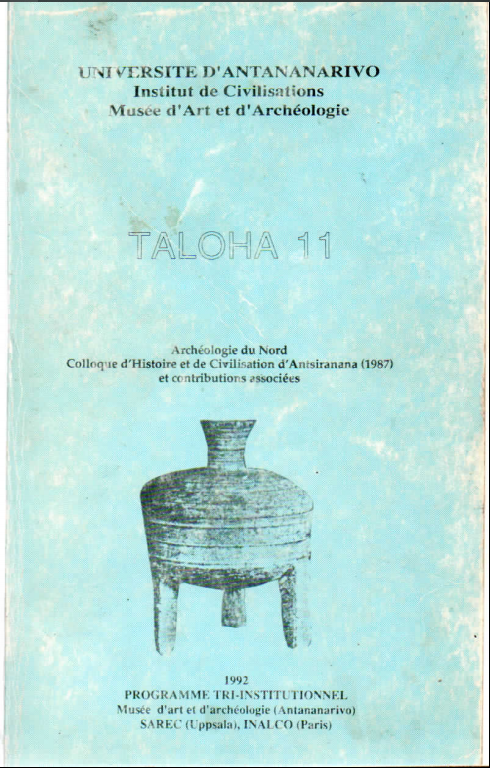 UNIVERSITE D'ANTANANARIVO
Institut de Civilisations
Musée d'Art et d'Archéologie
TALOHA 11
Archéologie du Nord
Colloque d'Histoire et de Civilisation d'Antsiranana (1987)
et contributions associées
1992
PROGRAMME TRI-INSTITUTIONNEL
Musée d'art et d'archéologie (Antananarivo)
SAREC (Uppsala), INALCO (Paris)